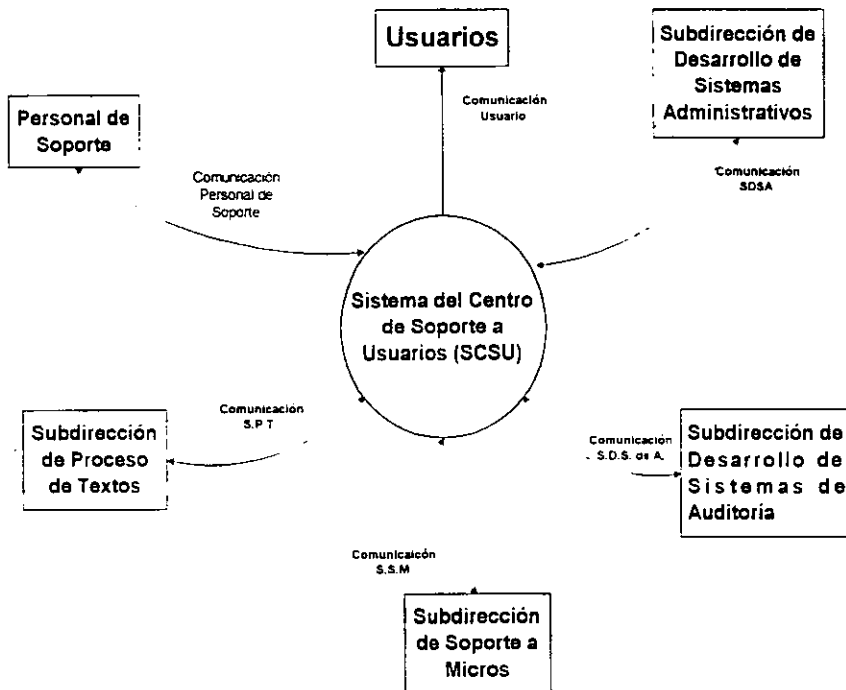 Usuarios
Subdirección de
Desarrollo de
Sistemas
Administrativos
Personal de
Soporte
Comunicación
Usuario
Comunicación
SDSA
Comunicación
Personal de
Soporte
Sistema del Centro
de Soporte a
Usuarios (SCSU)
Comunicación
S.P T
Subdirección
de Proceso
de Textos
Comunicación
S.D.S. de A.
Subdirección de
Desarrollo de
Sistemas de
Auditoría
Comunicaicón
S.S.M
Subdirección
de Soporte a
Micros